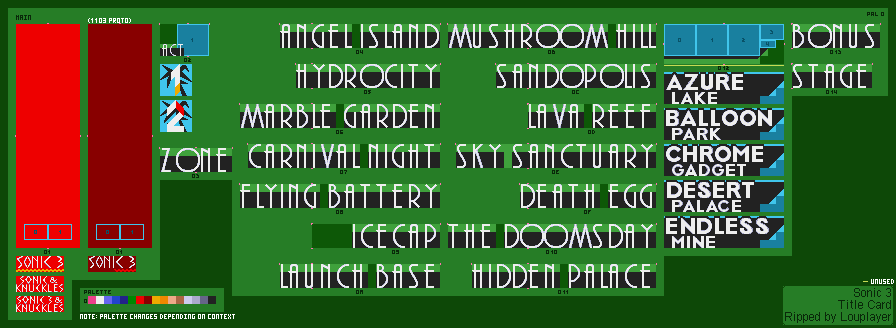 MAIN
(1103 PROTO)
PAL 0
ACT
ZONE
ANGEL ISLAND
HYDROCITY
MARBLE GARDEN
CARNIVAL NIGHT
FLYING BATTERY
ICECAP
LAUNCH BASE
MUSHROOM HILL
SANDOPOLIS
LAVA REEF
SKY SANCTUARY
DEATH EGG
THE DOOMSDAY
HIDDEN PALACE
AZURE
LAKE
BALLOON
PARK
CHROME
GADGET
DESERT
PALACE
ENDLESS
MINE
BONUS
STAGE
SONIC 3
SONIC 3
SONIC &
KNUCKLES
SONIC 3 &
KNUCKLES
PALETTE
NOTE: PALETTE CHANGES DEPENDING ON CONTEXT
— UNUSED
Sonic 3
Title Card
Ripped by Louplayer